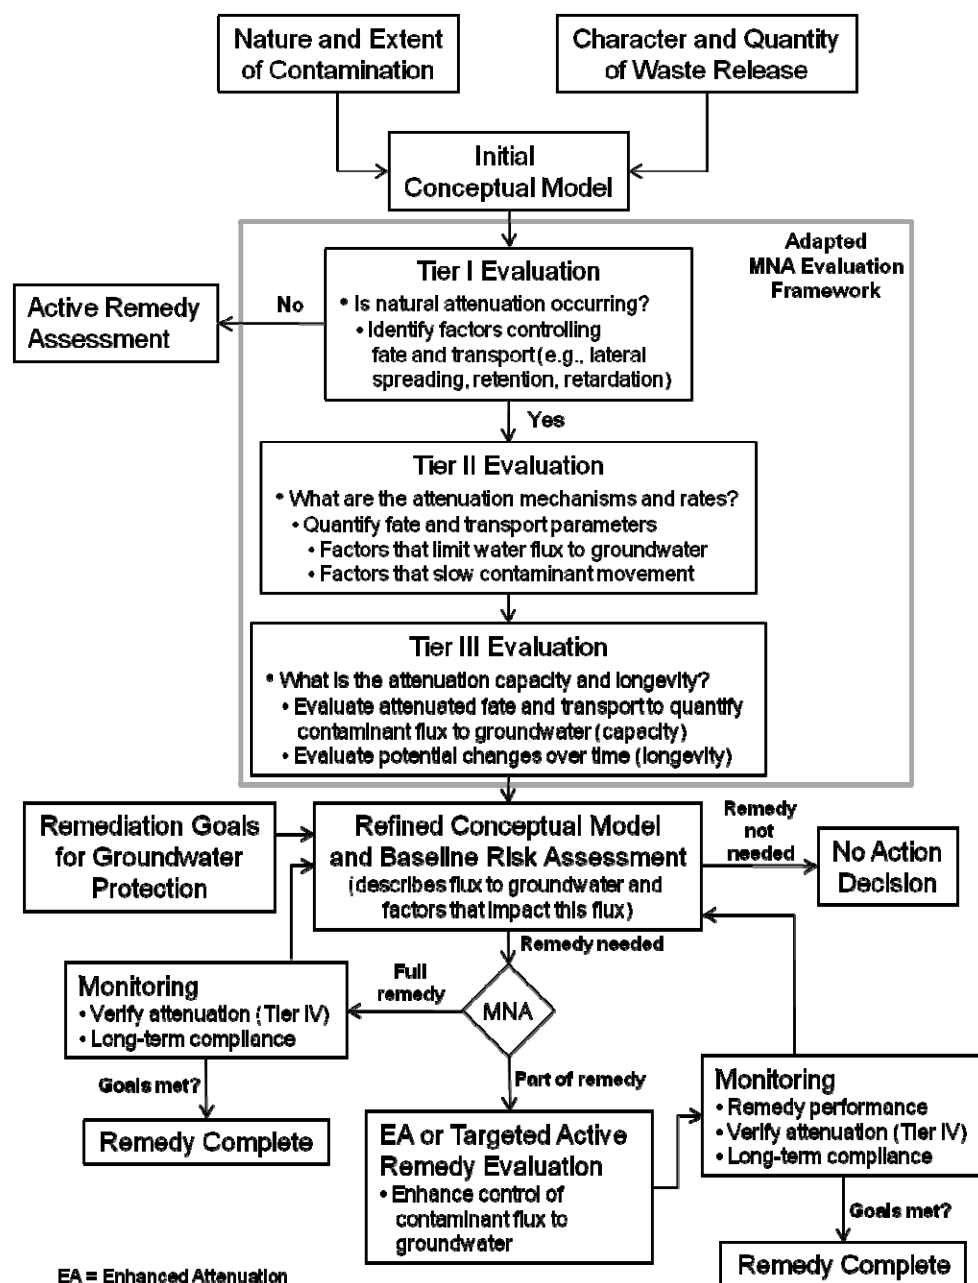 Nature and Extent
of Contamination
Character and Quantity
of Waste Release
Initial
Conceptual Model
Adapted
MNA Evaluation
Framework
Tier I Evaluation
• Is natural attenuation occurring?
• Identify factors controlling
fate and transport (e.g., lateral
spreading, retention, retardation)
No
Active Remedy
Assessment
Yes
Tier II Evaluation
• What are the attenuation mechanisms and rates?
• Quantify fate and transport parameters
• Factors that limit water flux to groundwater
• Factors that slow contaminant movement
Tier III Evaluation
• What is the attenuation capacity and longevity?
• Evaluate attenuated fate and transport to quantify
contaminant flux to groundwater (capacity)
• Evaluate potential changes over time (longevity)
Remediation Goals
for Groundwater
Protection
Refined Conceptual Model
and Baseline Risk Assessment
(describes flux to groundwater and
factors that impact this flux)
Remedy
not
needed
No Action
Decision
Remedy needed
Full
remedy
MNA
Monitoring
• Verify attenuation (Tier IV)
• Long-term compliance
Goals met?
Remedy Complete
Part of remedy
EA or Targeted Active
Remedy Evaluation
• Enhance control of
contaminant flux to
groundwater
Monitoring
• Remedy performance
• Verify attenuation (Tier IV)
• Long-term compliance
Goals met?
Remedy Complete
EA = Enhanced Attenuation